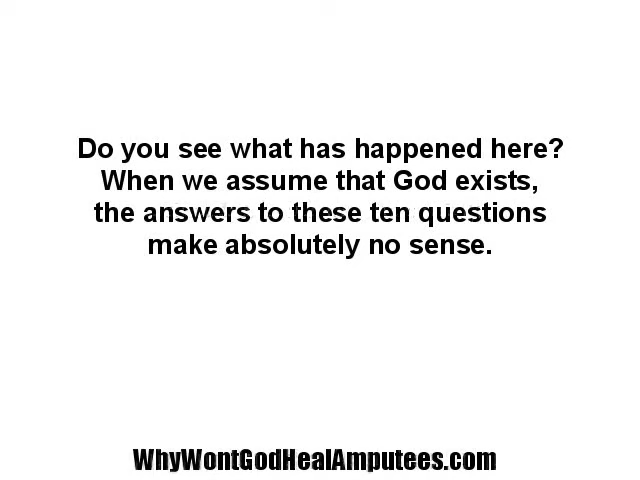 Do you see what has happened here?
When we assume that God exists,
the answers to these ten questions
make absolutely no sense.
WhyWontGodHealAmputees.com